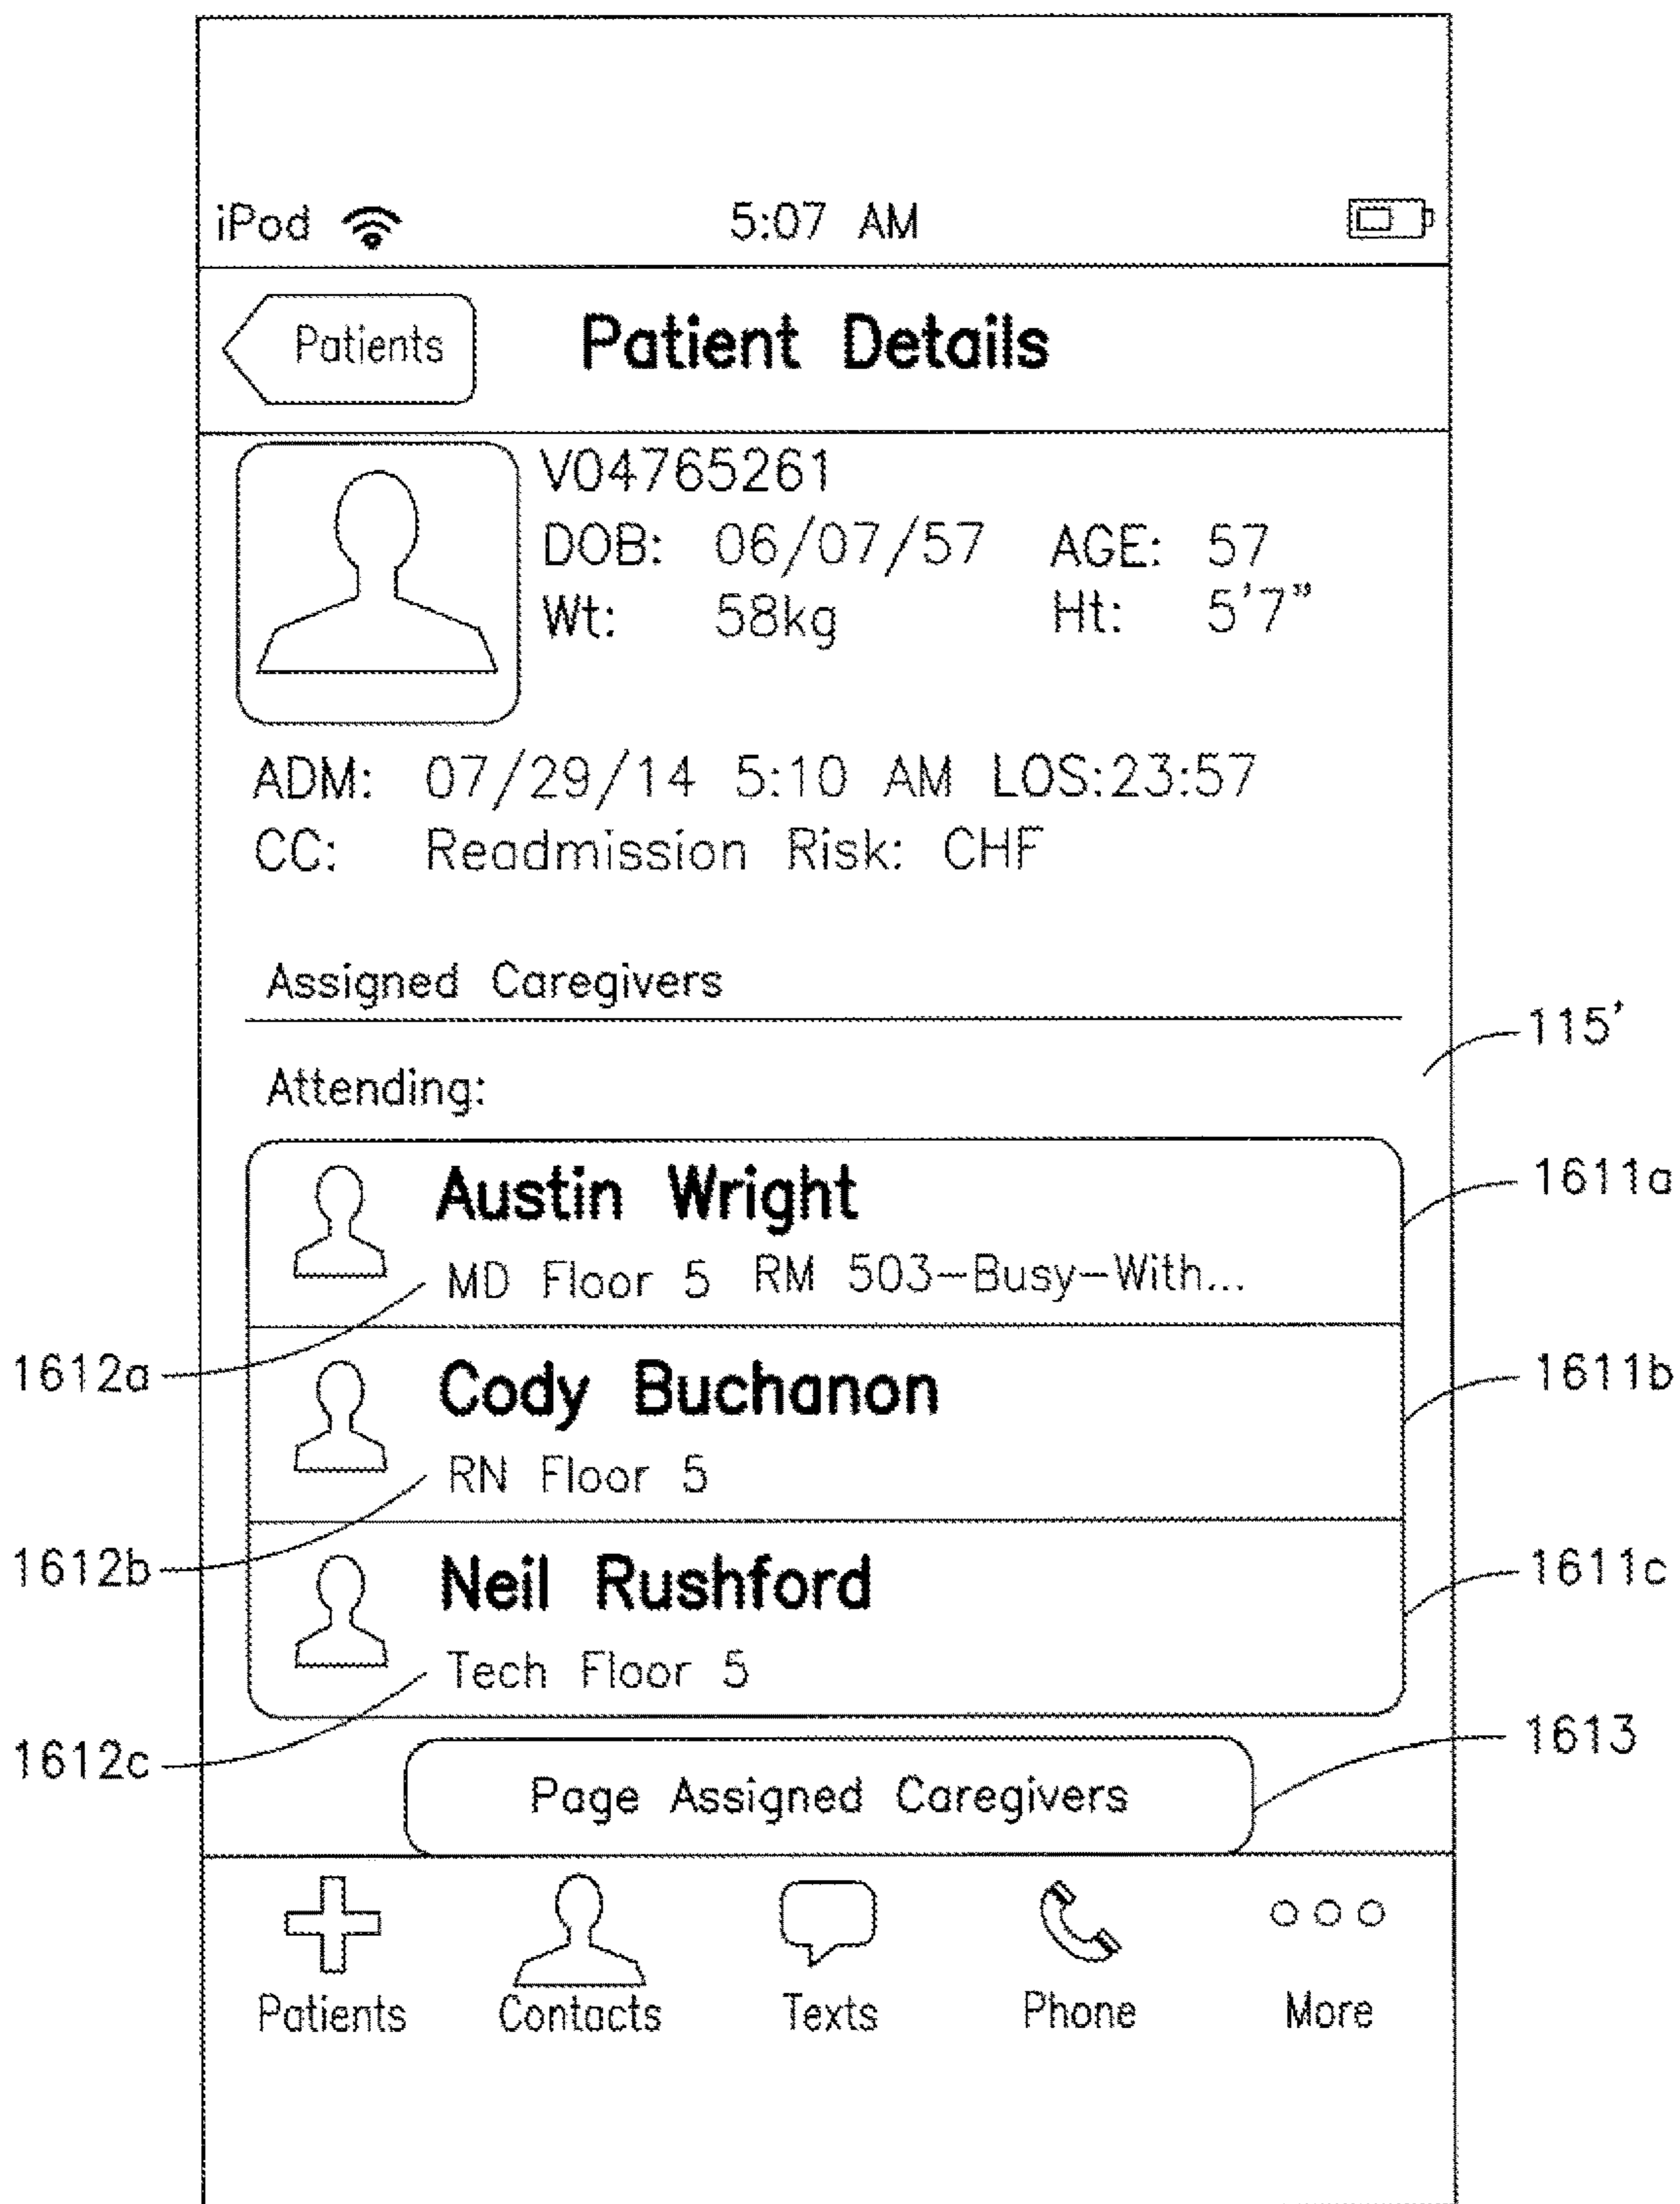 iPod 5:07 AM
Patients Patient Details
V04765261
DOB: 06/07/57 AGE: 57
Wt: 58kg Ht: 5'7"
ADM: 07/29/14 5:10 AM LOS:23:57
CC: Readmission Risk: CHF
Assigned Caregivers
115'
Attending:
Austin Wright
1611a
MD Floor 5 RM 503-Busy-With...
1612a
Cody Buchanon
1611b
RN Floor 5
1612b
Neil Rushford
1611c
Tech Floor 5
1612c
1613
Page Assigned Caregivers
Patients Contacts Texts Phone More